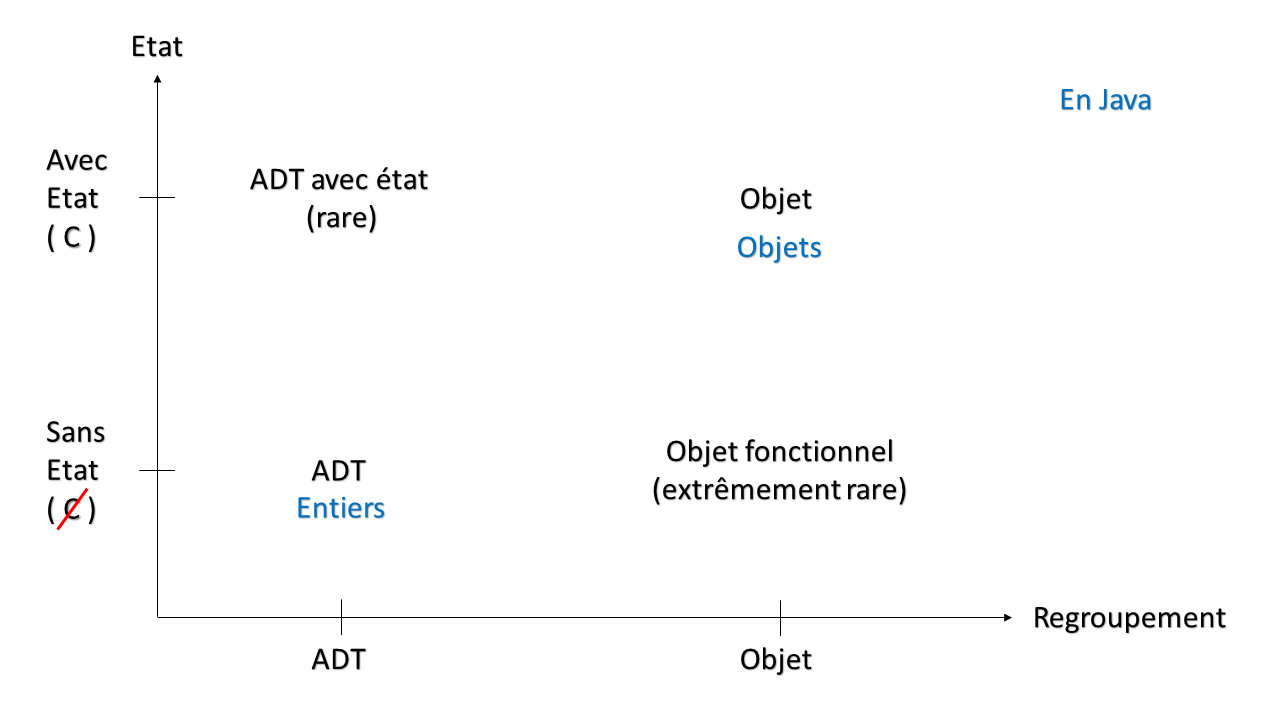 Etat
En Java
Avec
Etat
( C )
ADT avec état
(rare)
Objet
Objets
Sans
Etat
( C )
ADT
Entiers
Objet fonctionnel
(extrêmement rare)
Regroupement
ADT
Objet